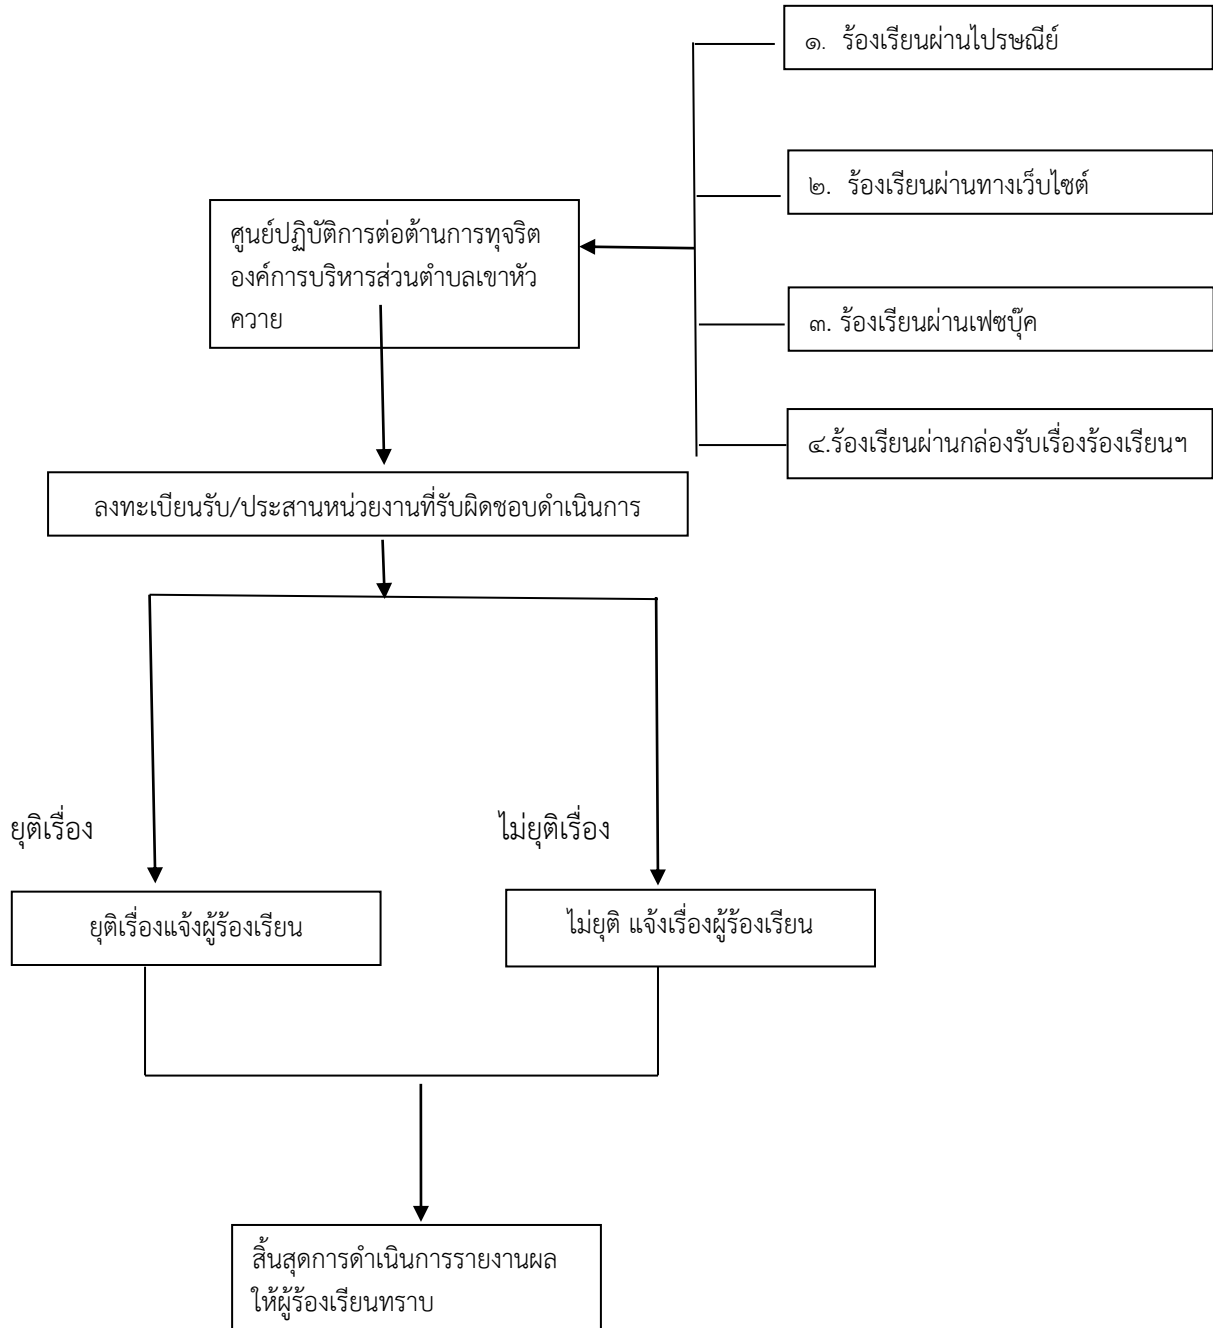 ๑. ร้องเรียนผ่านไปรษณีย์
๒. ร้องเรียนผ่านทางเว็บไซต์
ศูนย์ปฏิบัติการต่อต้านการทุจริต
องค์การบริหารส่วนตำบลเขาหัว
ควาย
๓. ร้องเรียนผ่านเฟซบุ๊ค
๔.ร้องเรียนผ่านกล่องรับเรื่องร้องเรียนฯ
ลงทะเบียนรับ/ประสานหน่วยงานที่รับผิดชอบดำเนินการ
ยุติเรื่อง
ไม่ยุติเรื่อง
ยุติเรื่องแจ้งผู้ร้องเรียน
ไม่ยุติ แจ้งเรื่องผู้ร้องเรียน
สิ้นสุดการดำเนินการรายงานผล
ให้ผู้ร้องเรียนทราบ